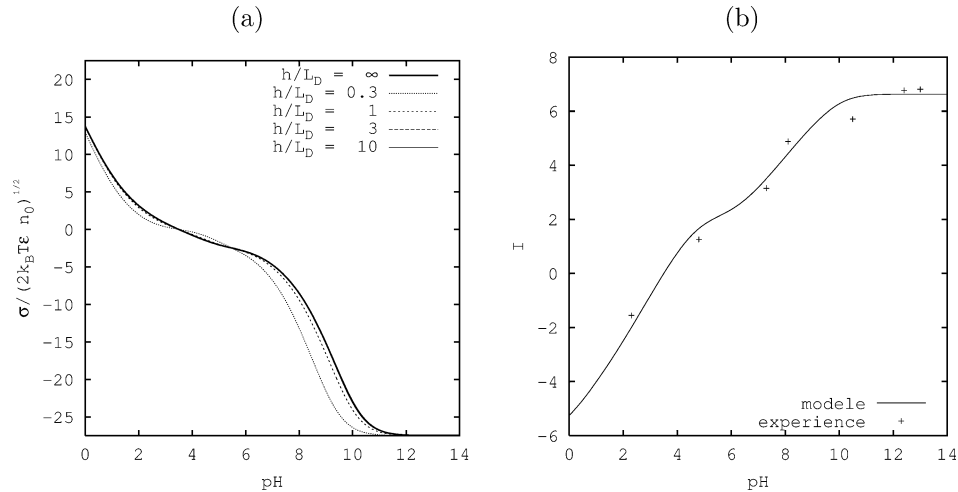 (a)
h/L_D = ∞
h/L_D = 0.3
h/L_D = 1
h/L_D = 3
h/L_D = 10
20
15
10
5
0
-5
-10
-15
-20
-25
0 2 4 6 8 10 12 14
pH
σ/(2k_BTε n_0)^1/2
(b)
8
6
4
2
0
-2
-4
-6
I
modele
experience
0 2 4 6 8 10 12 14
pH